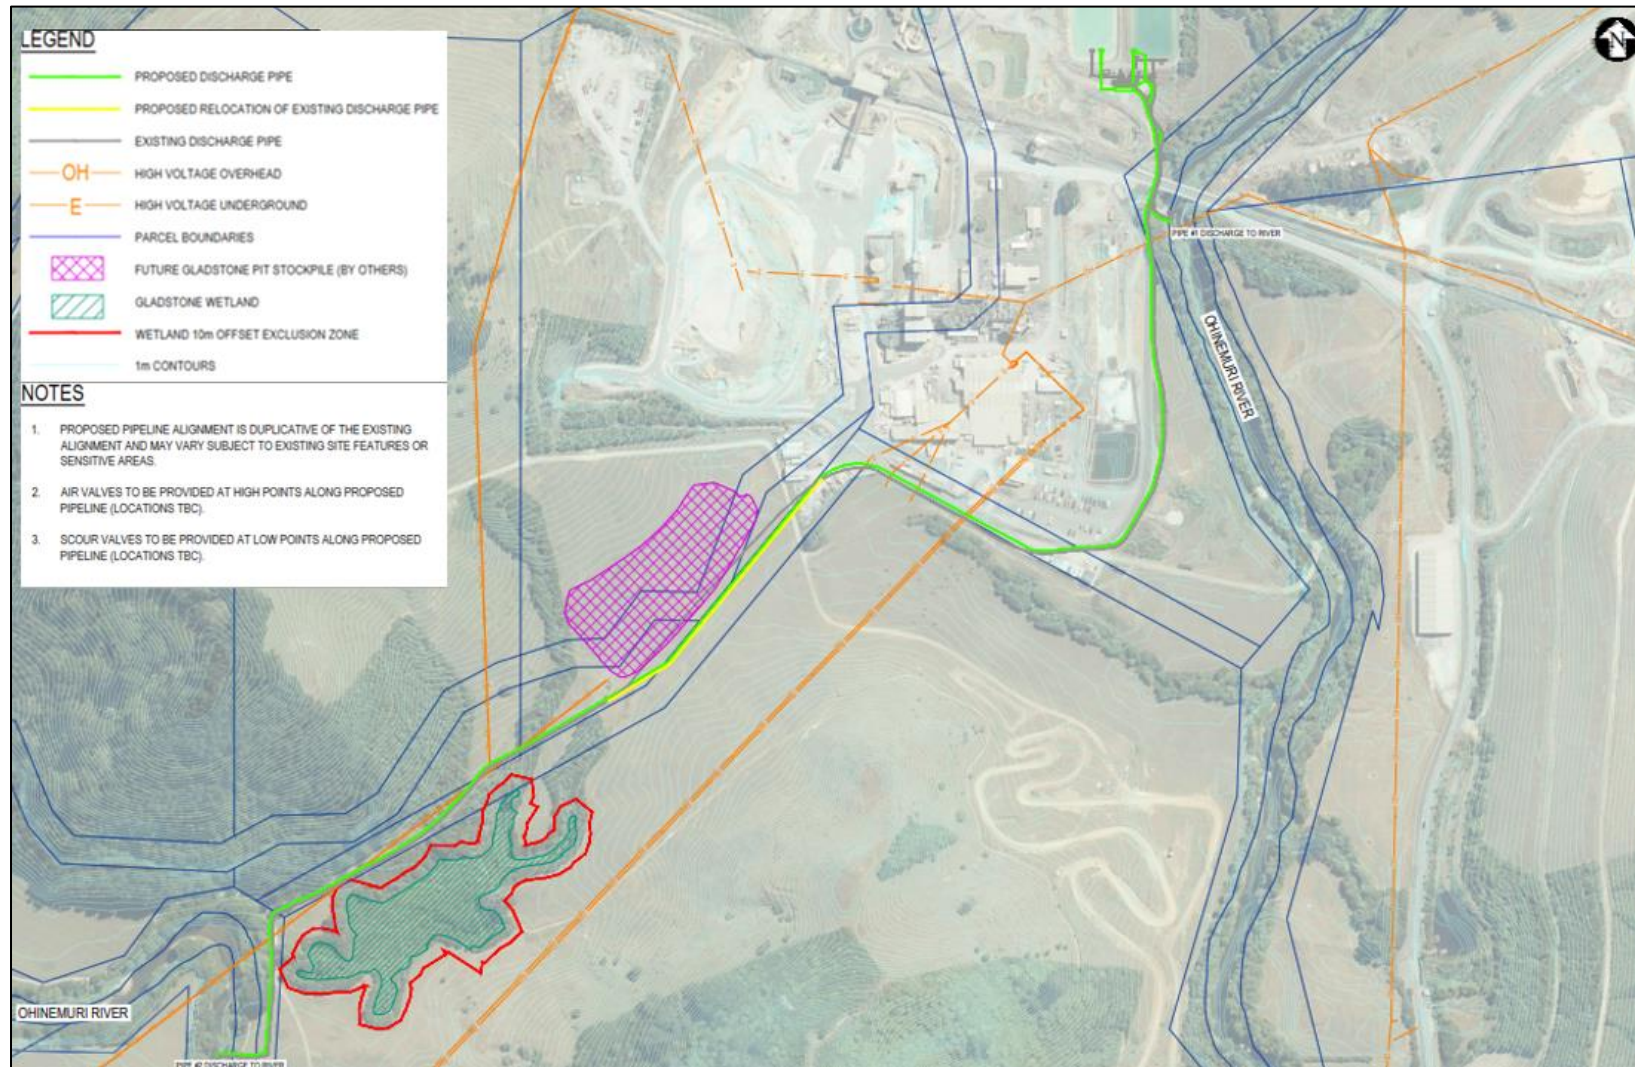 LEGEND
PROPOSED DISCHARGE PIPE
PROPOSED RELOCATION OF EXISTING DISCHARGE PIPE
EXISTING DISCHARGE PIPE
OH HIGH VOLTAGE OVERHEAD
E HIGH VOLTAGE UNDERGROUND
PARCEL BOUNDARIES
FUTURE GLADSTONE PIT STOCKPILE (BY OTHERS)
GLADSTONE WETLAND
WETLAND 10m OFFSET EXCLUSION ZONE
1m CONTOURS
NOTES
1. PROPOSED PIPELINE ALIGNMENT IS DUPLICATIVE OF THE EXISTING
ALIGNMENT AND MAY VARY SUBJECT TO EXISTING SITE FEATURES OR
SENSITIVE AREAS.
2. AIR VALVES TO BE PROVIDED AT HIGH POINTS ALONG PROPOSED
PIPELINE (LOCATIONS TBC).
3. SCOUR VALVES TO BE PROVIDED AT LOW POINTS ALONG PROPOSED
PIPELINE (LOCATIONS TBC).
N
PIPE #1 DISCHARGE TO RIVER
OHINEMURI RIVER
OHINEMURI RIVER
PIPE #2 DISCHARGE TO RIVER